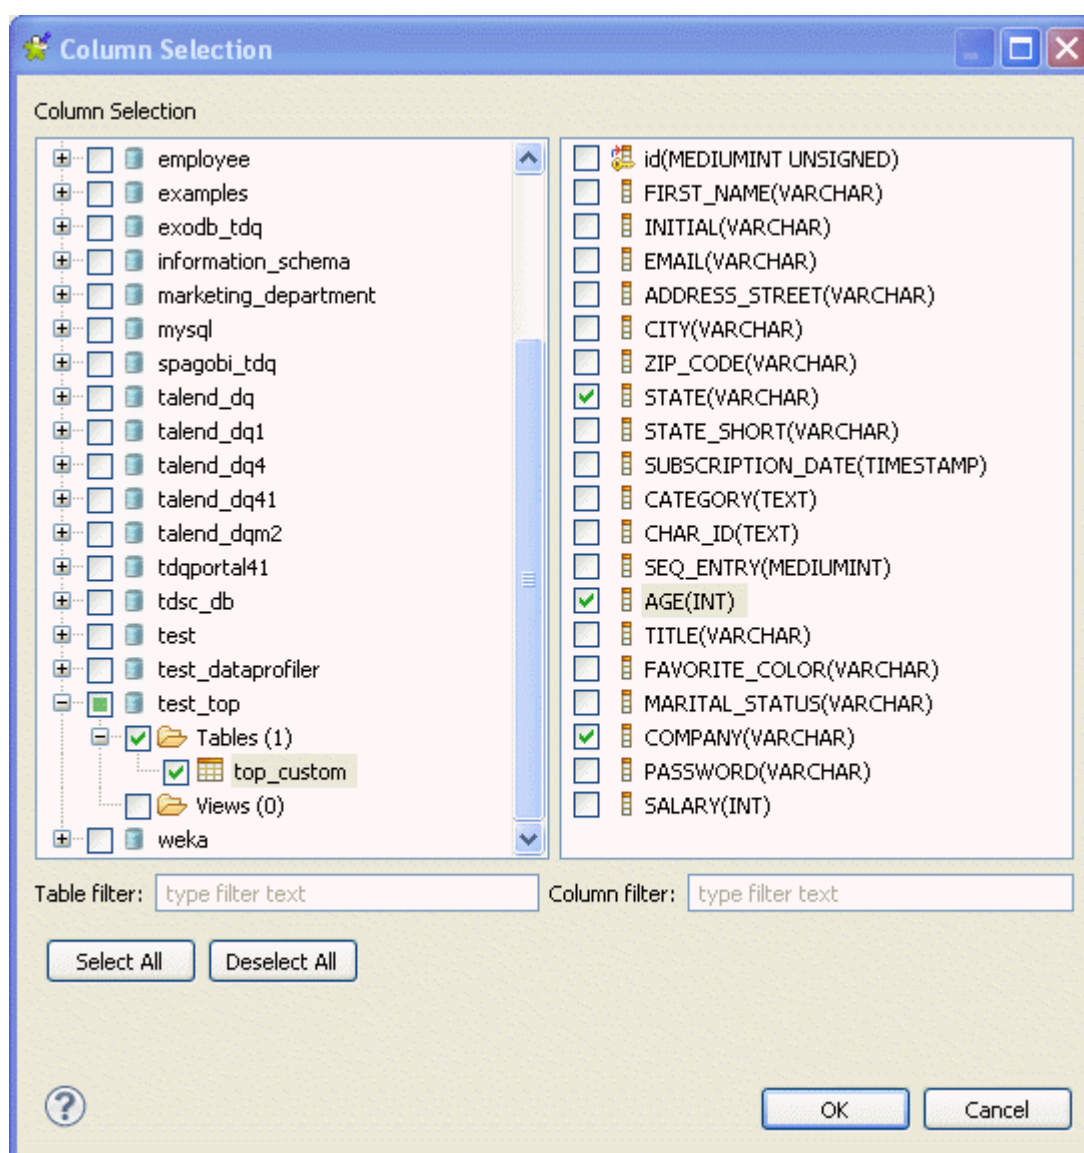 Column Selection
Column Selection
employee
examples
exodb_tdq
information_schema
marketing_department
mysql
spagobi_tdq
talend_dq
talend_dq1
talend_dq4
talend_dq41
talend_dqm2
tdqportal41
tdsc_db
test
test_dataprofiler
test_top
Tables (1)
top_custom
Views (0)
weka
id(MEDIUMINT UNSIGNED)
FIRST_NAME(VARCHAR)
INITIAL(VARCHAR)
EMAIL(VARCHAR)
ADDRESS_STREET(VARCHAR)
CITY(VARCHAR)
ZIP_CODE(VARCHAR)
STATE(VARCHAR)
STATE_SHORT(VARCHAR)
SUBSCRIPTION_DATE(TIMESTAMP)
CATEGORY(TEXT)
CHAR_ID(TEXT)
SEQ_ENTRY(MEDIUMINT)
AGE(INT)
TITLE(VARCHAR)
FAVORITE_COLOR(VARCHAR)
MARITAL_STATUS(VARCHAR)
COMPANY(VARCHAR)
PASSWORD(VARCHAR)
SALARY(INT)
Table filter: type filter text
Column filter: type filter text
Select All
Deselect All
OK
Cancel